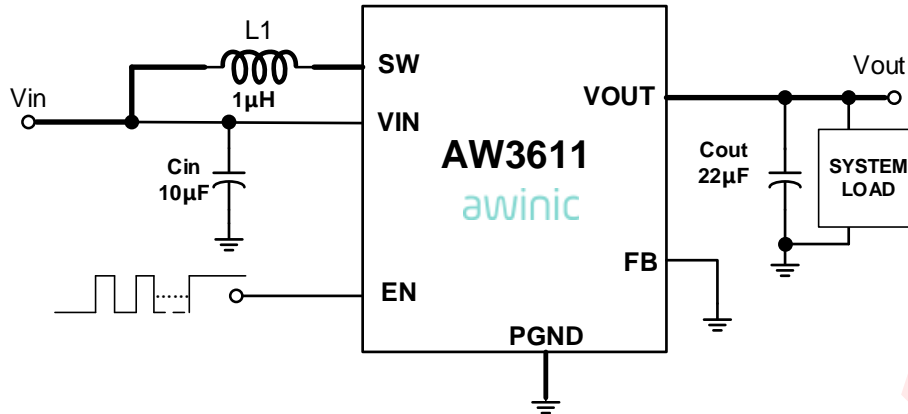 L1
1µH
Vin
Cin
10µF
SW
VIN
EN
AW3611
awinic
VOUT
FB
PGND
Vout
Cout
22µF
SYSTEM
LOAD